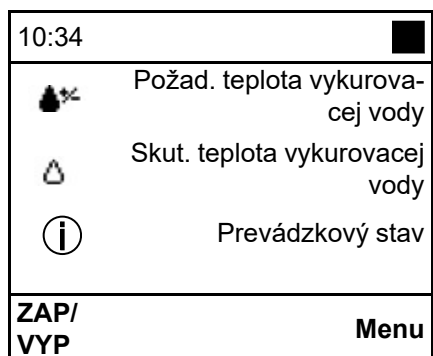 10:34
Požad. teplota vykurova-
cej vody
Skut. teplota vykurovacej
vody
Prevádzkový stav
ZAP/
VYP
Menu